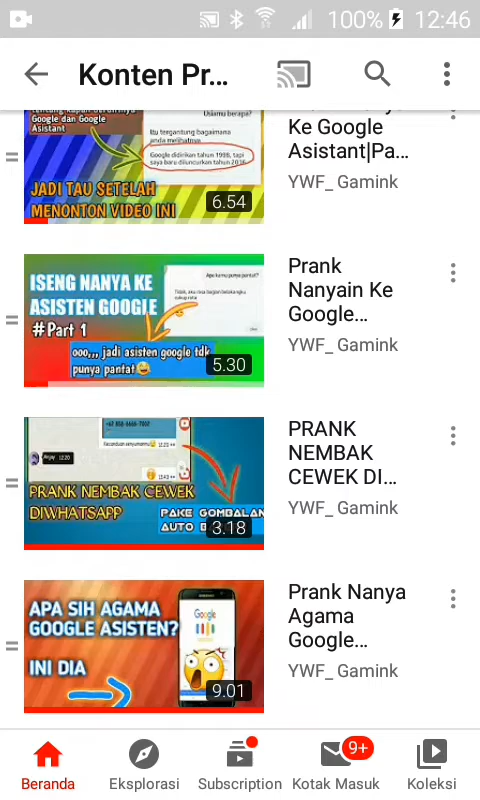 100% 12:46
Konten Pr...
tentang kapan berdirinya
Google dan Google
Asistant
Usiamu berapa?
Itu tergantung bagaimana
anda melihatnya
Google didirikan tahun 1998, tapi
saya baru diluncurkan tahun 2016
JADI TAU SETELAH
MENONTON VIDEO INI
6.54
Ke Google
Asistant|Pa...
YWF_ Gamink
ISENG NANYA KE
ASISTEN GOOGLE
#Part 1
Apa kamu punya pantat?
ooo,,, jadi asisten google tdk
punya pantat
5.30
Prank
Nanyain Ke
Google...
YWF_ Gamink
Kecanduan senyumanmu
PRANK NEMBAK CEWEK
DIWHATSAPP
PAKE GOMBALAN
AUTO
3.18
PRANK
NEMBAK
CEWEK DI...
YWF_ Gamink
APA SIH AGAMA
GOOGLE ASISTEN?
INI DIA
Google
9.01
Prank Nanya
Agama
Google...
YWF_ Gamink
9+
Beranda Eksplorasi Subscription Kotak Masuk Koleksi